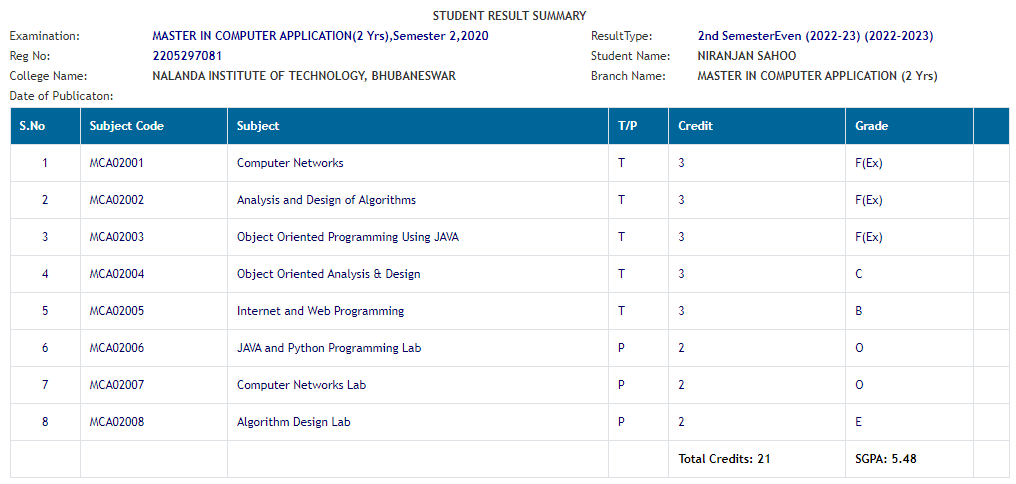 STUDENT RESULT SUMMARY
Examination: MASTER IN COMPUTER APPLICATION(2 Yrs),Semester 2,2020 ResultType: 2nd SemesterEven (2022-23) (2022-2023)
Reg No: 2205297081 Student Name: NIRANJAN SAHOO
College Name: NALANDA INSTITUTE OF TECHNOLOGY, BHUBANESWAR Branch Name: MASTER IN COMPUTER APPLICATION (2 Yrs)
Date of Publicaton:
S.No Subject Code Subject T/P Credit Grade
1 MCA02001 Computer Networks T 3 F(Ex)
2 MCA02002 Analysis and Design of Algorithms T 3 F(Ex)
3 MCA02003 Object Oriented Programming Using JAVA T 3 F(Ex)
4 MCA02004 Object Oriented Analysis & Design T 3 C
5 MCA02005 Internet and Web Programming T 3 B
6 MCA02006 JAVA and Python Programming Lab P 2 O
7 MCA02007 Computer Networks Lab P 2 O
8 MCA02008 Algorithm Design Lab P 2 E
Total Credits: 21 SGPA: 5.48